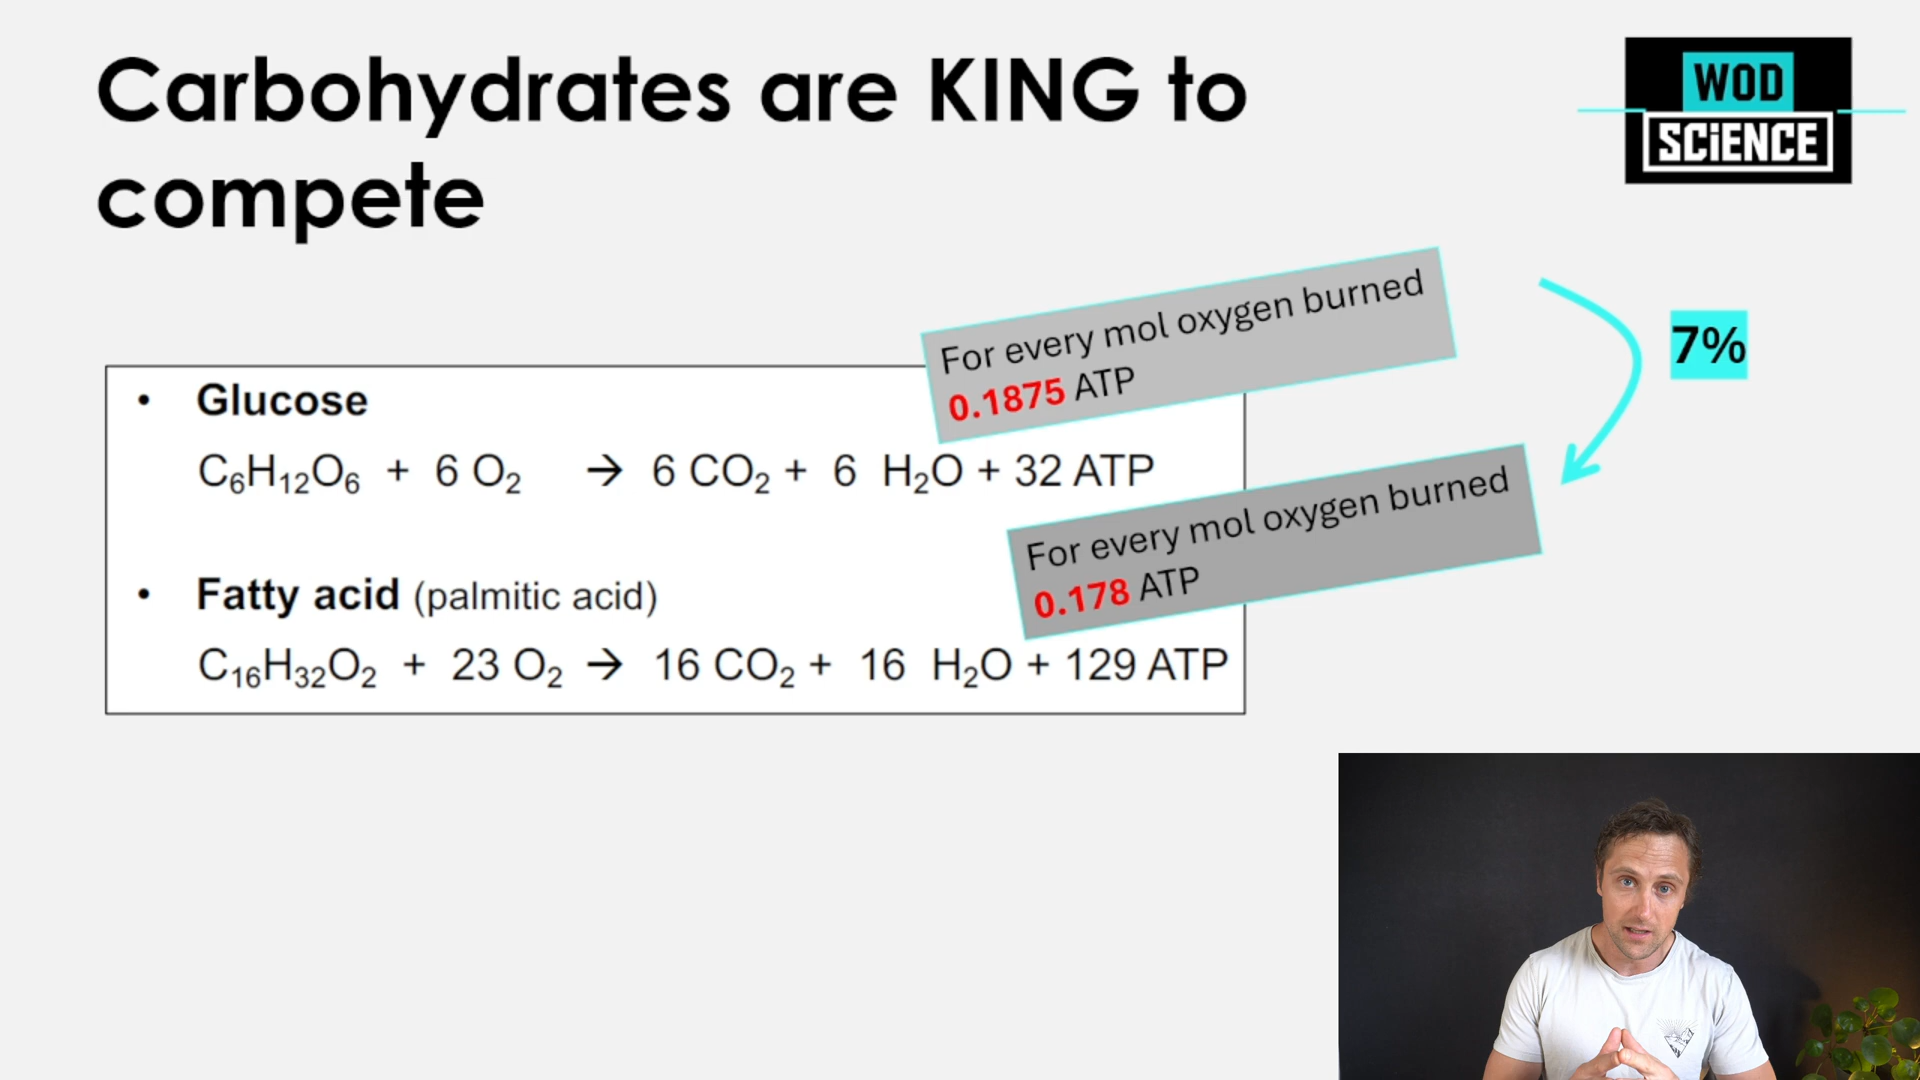 Carbohydrates are KING to
compete
WOD
SCiENCE
For every mol oxygen burned
0.1875 ATP
7%
• Glucose
C₆H₁₂O₆ + 6 O₂ → 6 CO₂ + 6 H₂O + 32 ATP
For every mol oxygen burned
0.178 ATP
• Fatty acid (palmitic acid)
C₁₆H₃₂O₂ + 23 O₂ → 16 CO₂ + 16 H₂O + 129 ATP